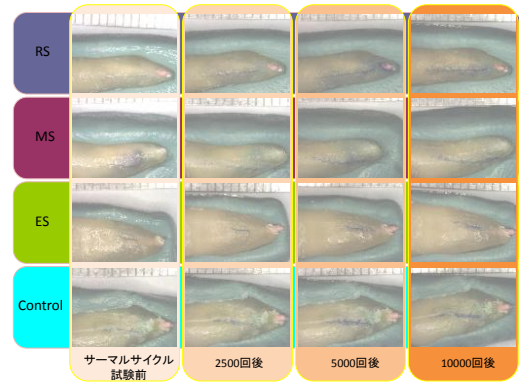 RS
MS
ES
Control
サーマルサイクル
試験前
2500回後
5000回後
10000回後